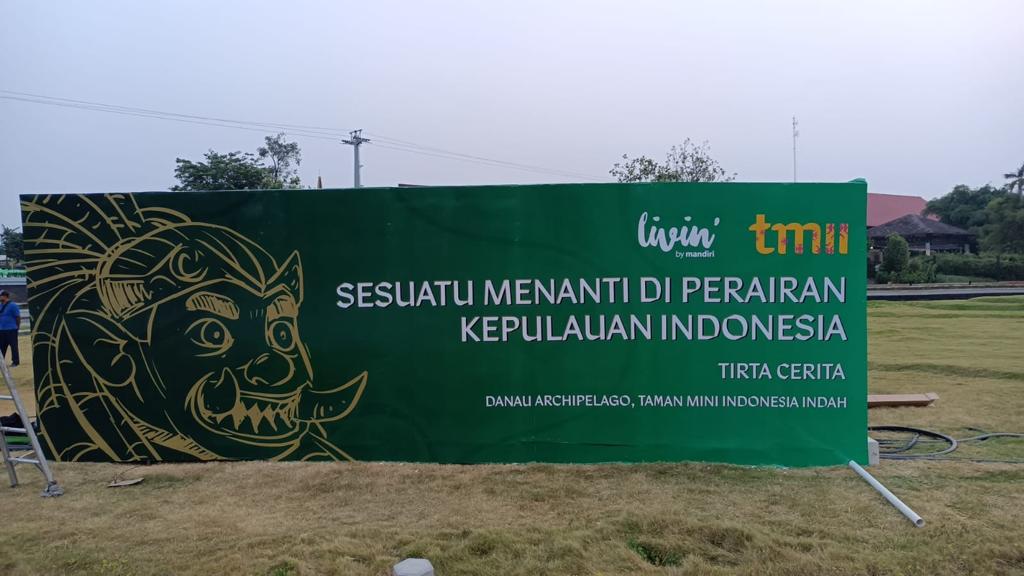 livin'
by mandiri
tmii
SESUATU MENANTI DI PERAIRAN
KEPULAUAN INDONESIA
TIRTA CERITA
DANAU ARCHIPELAGO, TAMAN MINI INDONESIA INDAH